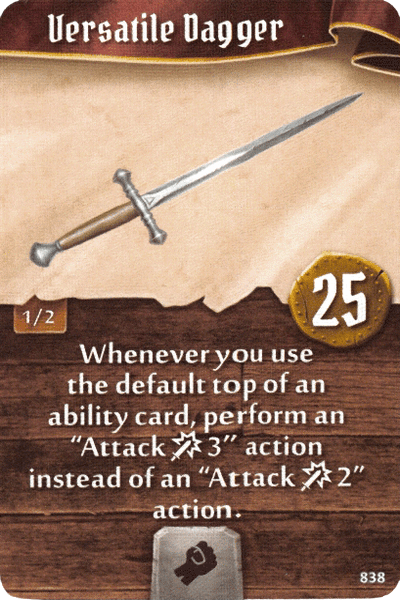 Versatile Dagger
25
1/2
Whenever you use
the default top of an
ability card, perform an
“Attack 3” action
instead of an “Attack 2”
action.
838